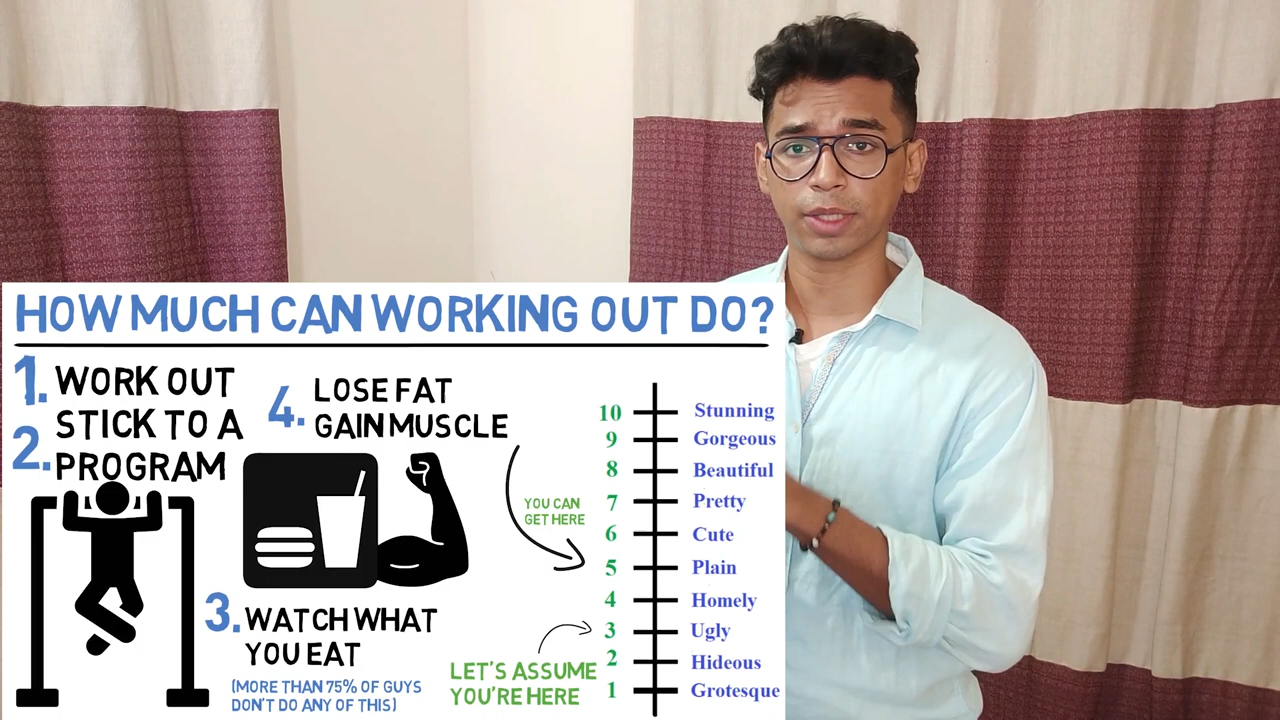 HOW MUCH CAN WORKING OUT DO?
1. WORK OUT
2. STICK TO A
PROGRAM
4. LOSE FAT
GAIN MUSCLE
3. WATCH WHAT
YOU EAT
(MORE THAN 75% OF GUYS
DON'T DO ANY OF THIS)
YOU CAN
GET HERE
LET'S ASSUME
YOU'RE HERE
10 Stunning
9 Gorgeous
8 Beautiful
7 Pretty
6 Cute
5 Plain
4 Homely
3 Ugly
2 Hideous
1 Grotesque